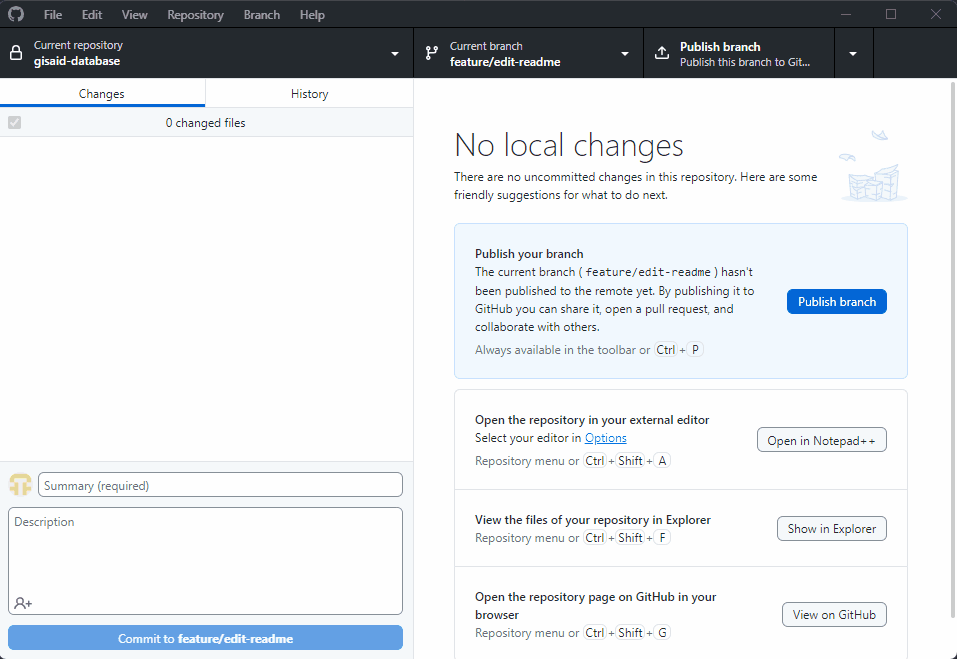 File Edit View Repository Branch Help
Current repository
gisaid-database
Current branch
feature/edit-readme
Publish branch
Publish this branch to Git...
Changes History
0 changed files
No local changes
There are no uncommitted changes in this repository. Here are some
friendly suggestions for what to do next.
Publish your branch
The current branch ( feature/edit-readme ) hasn't
been published to the remote yet. By publishing it to
GitHub you can share it, open a pull request, and
collaborate with others.
Always available in the toolbar or Ctrl + P
Publish branch
Open the repository in your external editor
Select your editor in Options
Repository menu or Ctrl + Shift + A
Open in Notepad++
View the files of your repository in Explorer
Repository menu or Ctrl + Shift + F
Show in Explorer
Open the repository page on GitHub in your
browser
Repository menu or Ctrl + Shift + G
View on GitHub
Summary (required)
Description
Commit to feature/edit-readme